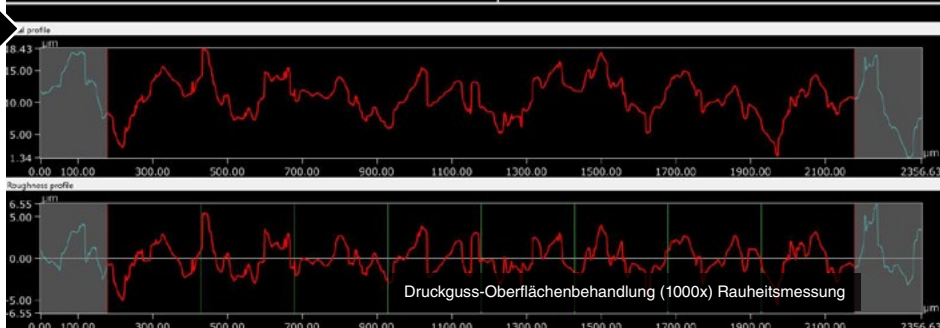 profile
µm
18.43
15.00
10.00
5.00
1.34
0.00 100.00 300.00 500.00 700.00 900.00 1100.00 1300.00 1500.00 1700.00 1900.00 2100.00 2356.63
µm
Roughness profile
µm
6.55
5.00
0.00
-5.00
-6.55
Druckguss-Oberflächenbehandlung (1000x) Rauheitsmessung
0.00 100.00 300.00 500.00 700.00 900.00 1100.00 1300.00 1500.00 1700.00 1900.00 2100.00 2356.63